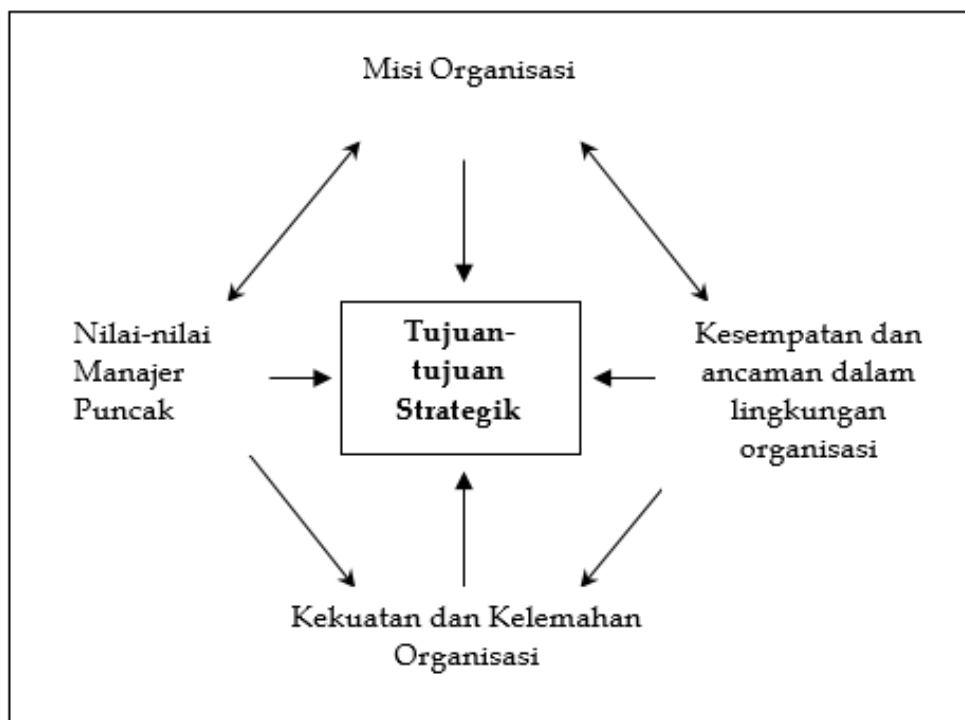 Misi Organisasi
Nilai-nilai
Manajer
Puncak
Tujuan-
tujuan
Strategik
Kesempatan dan
ancaman dalam
lingkungan
organisasi
Kekuatan dan Kelemahan
Organisasi